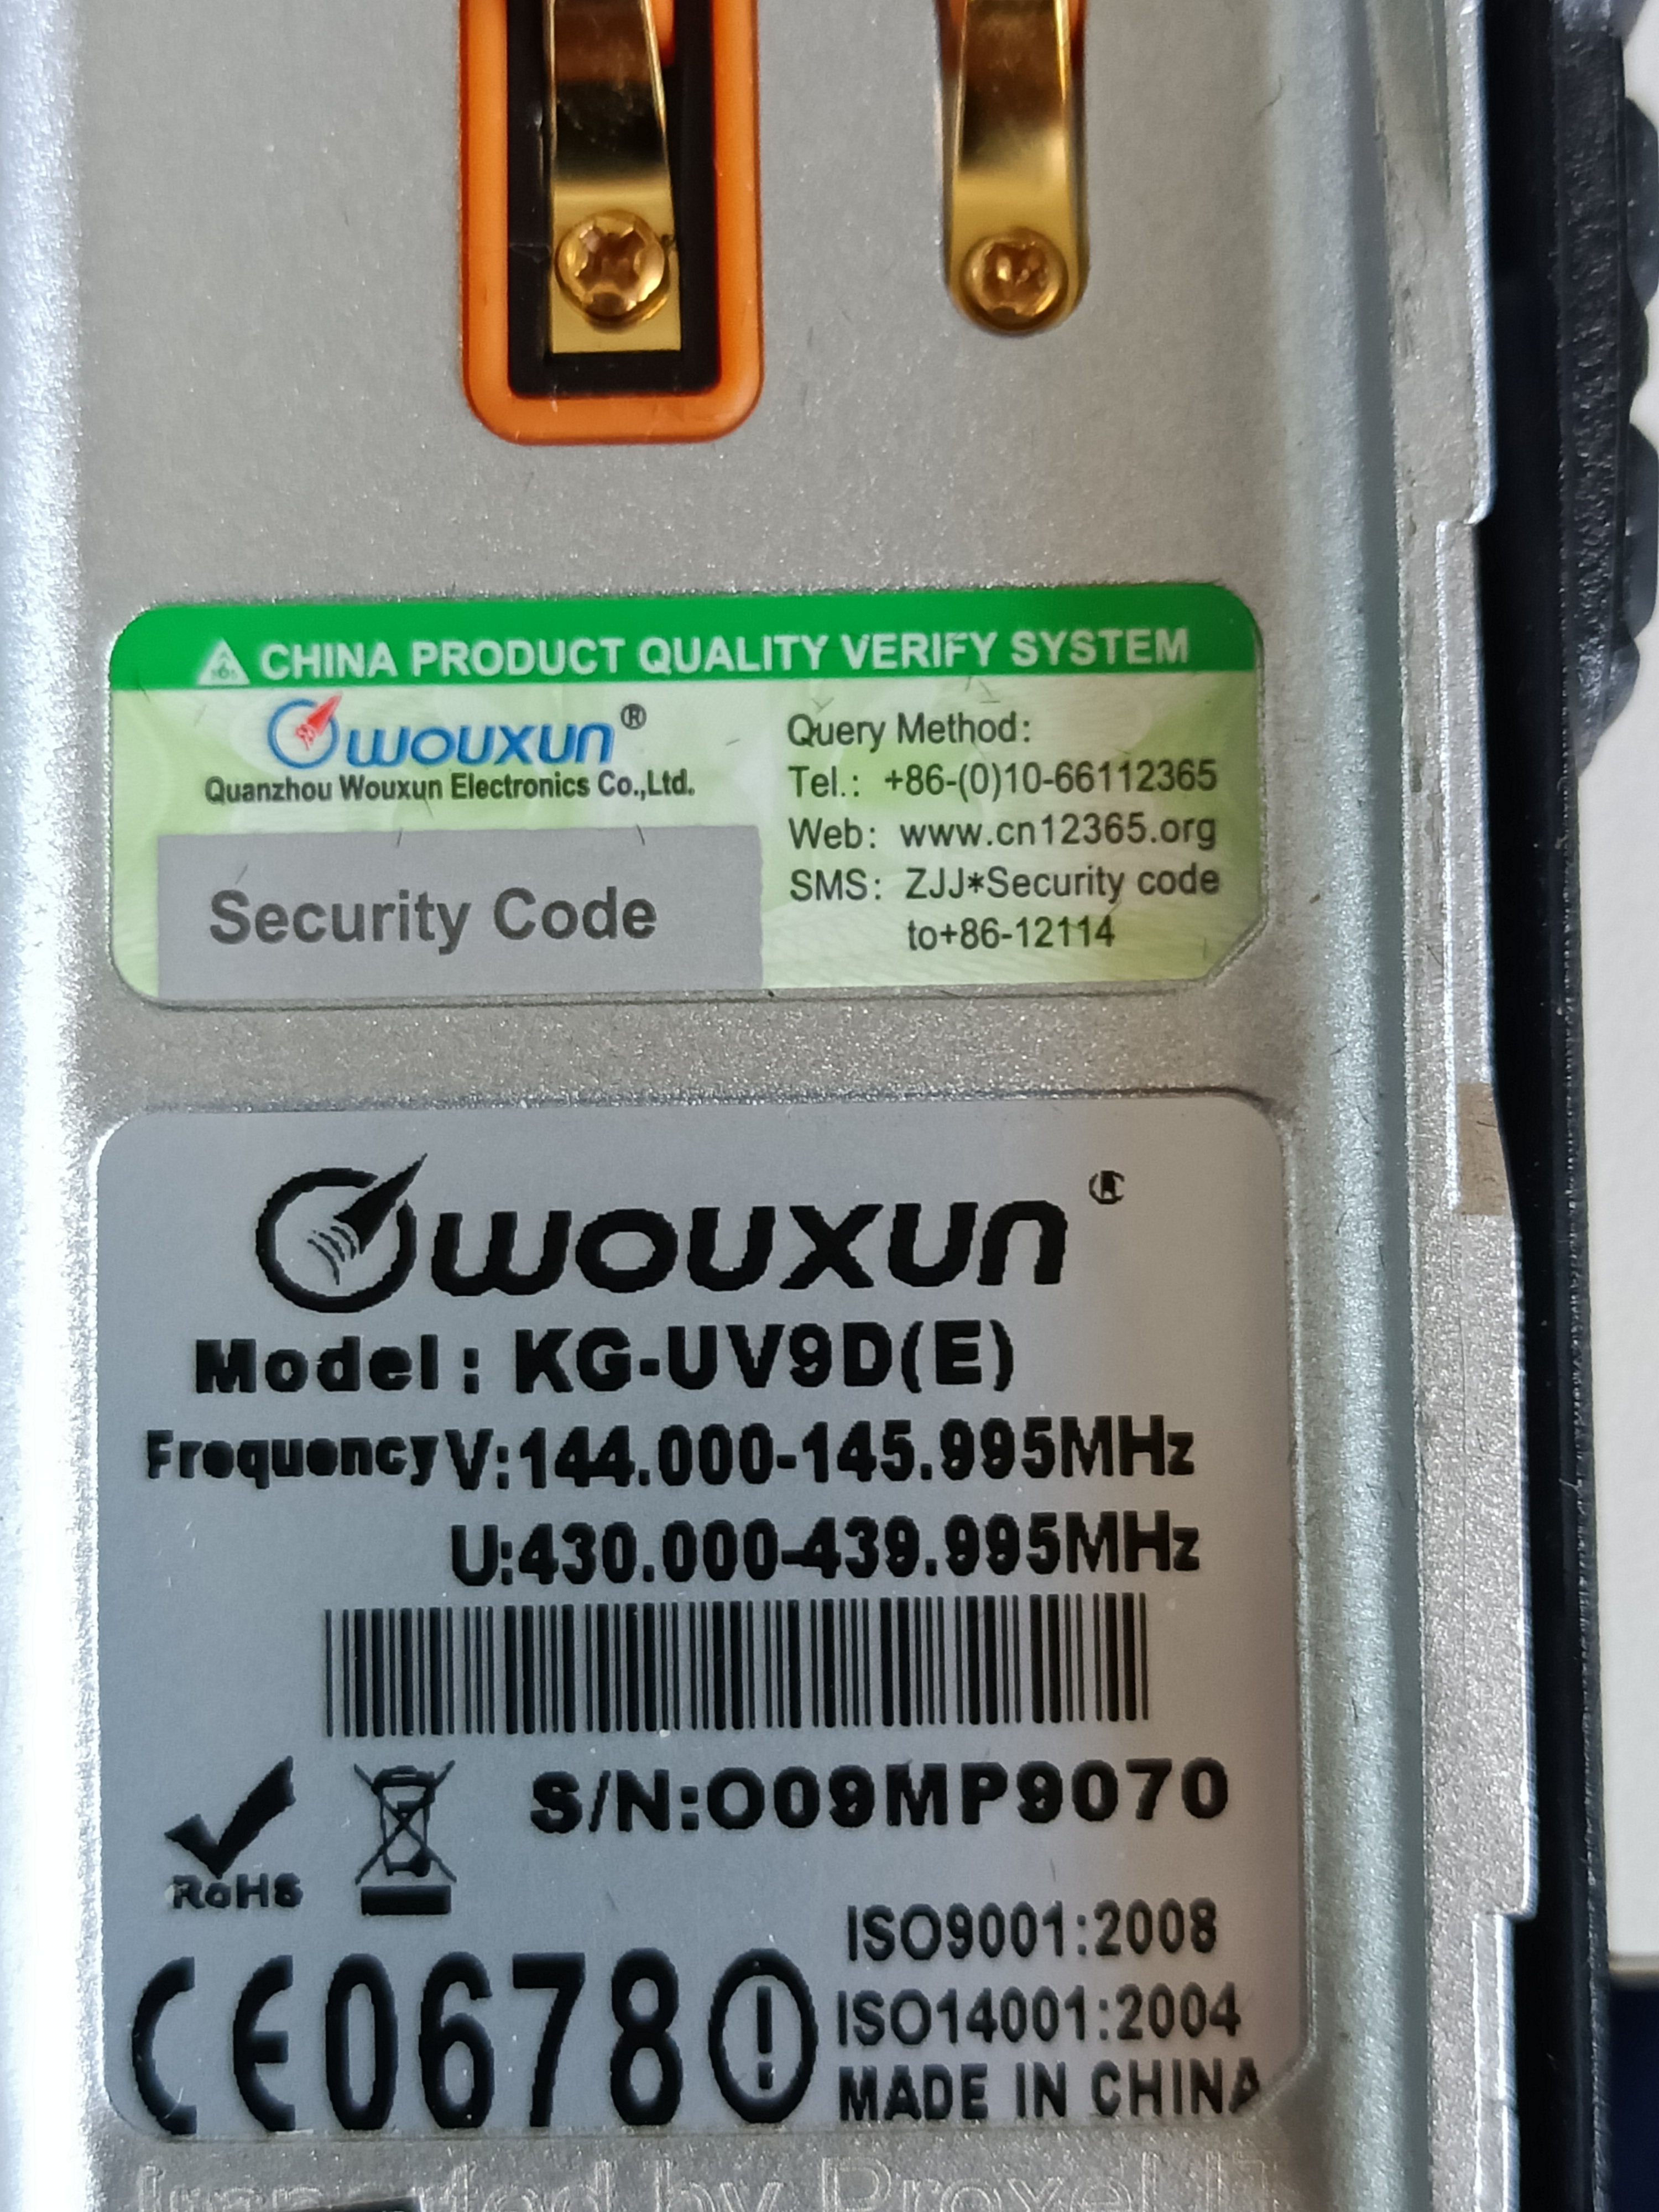 CHINA PRODUCT QUALITY VERIFY SYSTEM
wouxun®
Quanzhou Wouxun Electronics Co.,Ltd.
Security Code
Query Method:
Tel.: +86-(0)10-66112365
Web: www.cn12365.org
SMS: ZJJ*Security code
to+86-12114
wouxun®
Model: KG-UV9D(E)
Frequency V:144.000-145.995MHz
U:430.000-439.995MHz
S/N:O09MP9070
RoHS
ISO9001:2008
ISO14001:2004
CE0678
MADE IN CHINA
by